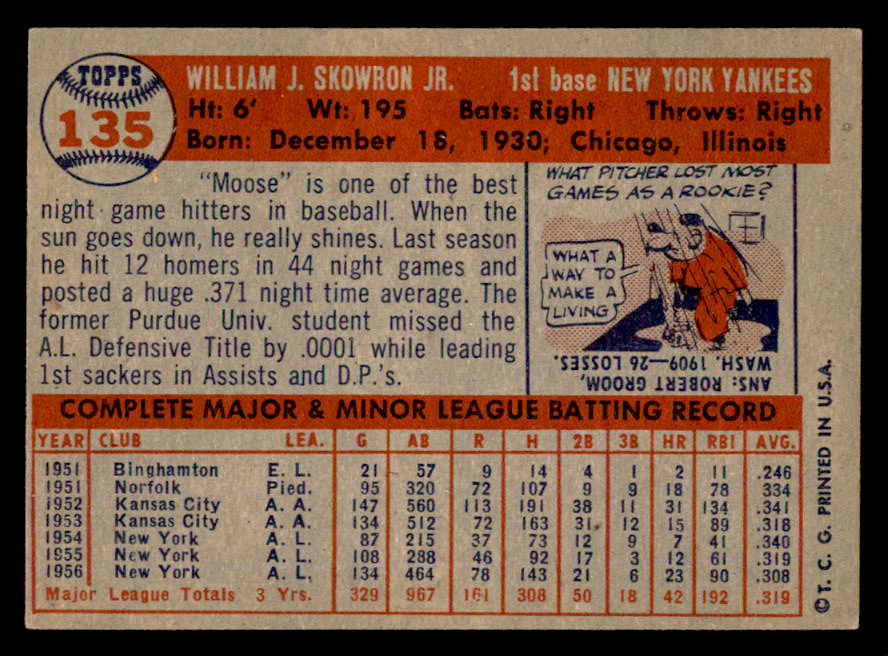 TOPPS
135
WILLIAM J. SKOWRON JR. 1st base NEW YORK YANKEES
Ht: 6' Wt: 195 Bats: Right Throws: Right
Born: December 18, 1930; Chicago, Illinois
"Moose" is one of the best
night game hitters in baseball. When the
sun goes down, he really shines. Last season
he hit 12 homers in 44 night games and
posted a huge .371 night time average. The
former Purdue Univ. student missed the
A.L. Defensive Title by .0001 while leading
1st sackers in Assists and D.P.'s.
WHAT PITCHER LOST MOST
GAMES AS A ROOKIE?
WHAT A
WAY TO
MAKE A
LIVING
ANS: ROBERT GROOM,
WASH. 1909—26 LOSSES.
COMPLETE MAJOR & MINOR LEAGUE BATTING RECORD
YEAR CLUB LEA. G AB R H 2B 3B HR RBI AVG.
1951 Binghamton E. L. 21 57 9 14 4 1 2 11 .246
1951 Norfolk Pied. 95 320 72 107 9 9 18 78 334
1952 Kansas City A. A. 147 560 113 191 38 11 31 134 .341
1953 Kansas City A. A. 134 512 72 163 31 12 15 89 .318
1954 New York A. L. 87 215 37 73 12 9 7 41 .340
1955 New York A. L. 108 288 46 92 17 3 12 61 .319
1956 New York A. L. 134 464 78 143 21 6 23 90 .308
Major League Totals 3 Yrs. 329 967 161 308 50 18 42 192 .319
© T. C. G. PRINTED IN U.S.A.